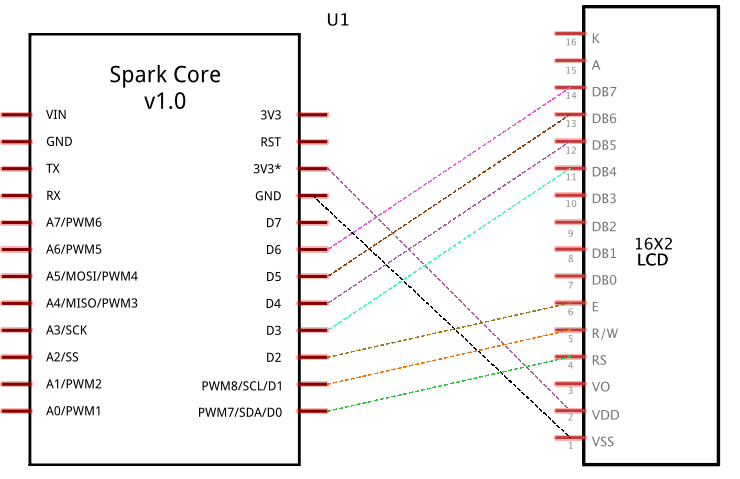 U1
Spark Core
v1.0
VIN
GND
TX
RX
A7/PWM6
A6/PWM5
A5/MOSI/PWM4
A4/MISO/PWM3
A3/SCK
A2/SS
A1/PWM2
A0/PWM1
3V3
RST
3V3*
GND
D7
D6
D5
D4
D3
D2
PWM8/SCL/D1
PWM7/SDA/D0
16 K
15 A
14 DB7
13 DB6
12 DB5
11 DB4
10 DB3
9 DB2
8 DB1
7 DB0
6 E
5 R/W
4 RS
3 VO
2 VDD
1 VSS
16X2
LCD